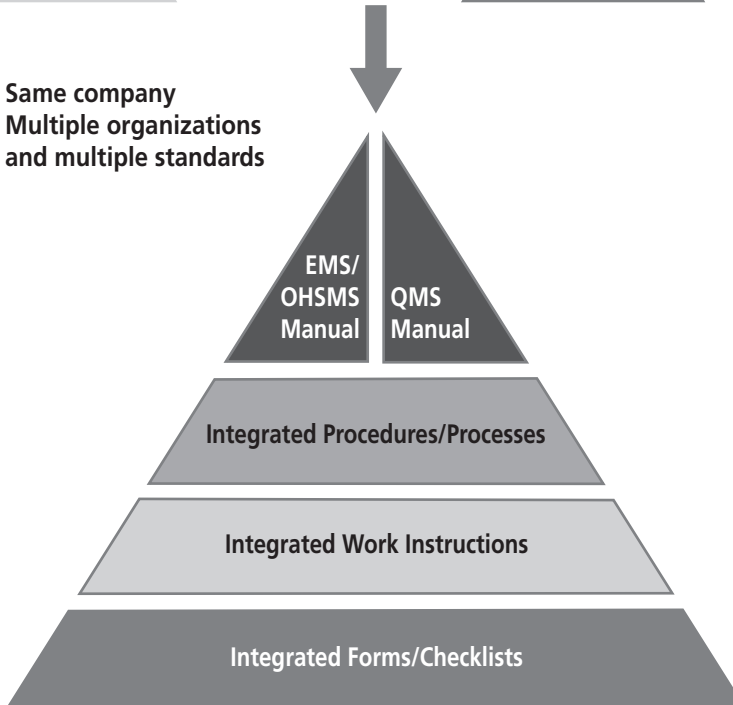 Same company
Multiple organizations
and multiple standards
EMS/
OHSMS
Manual
QMS
Manual
Integrated Procedures/Processes
Integrated Work Instructions
Integrated Forms/Checklists